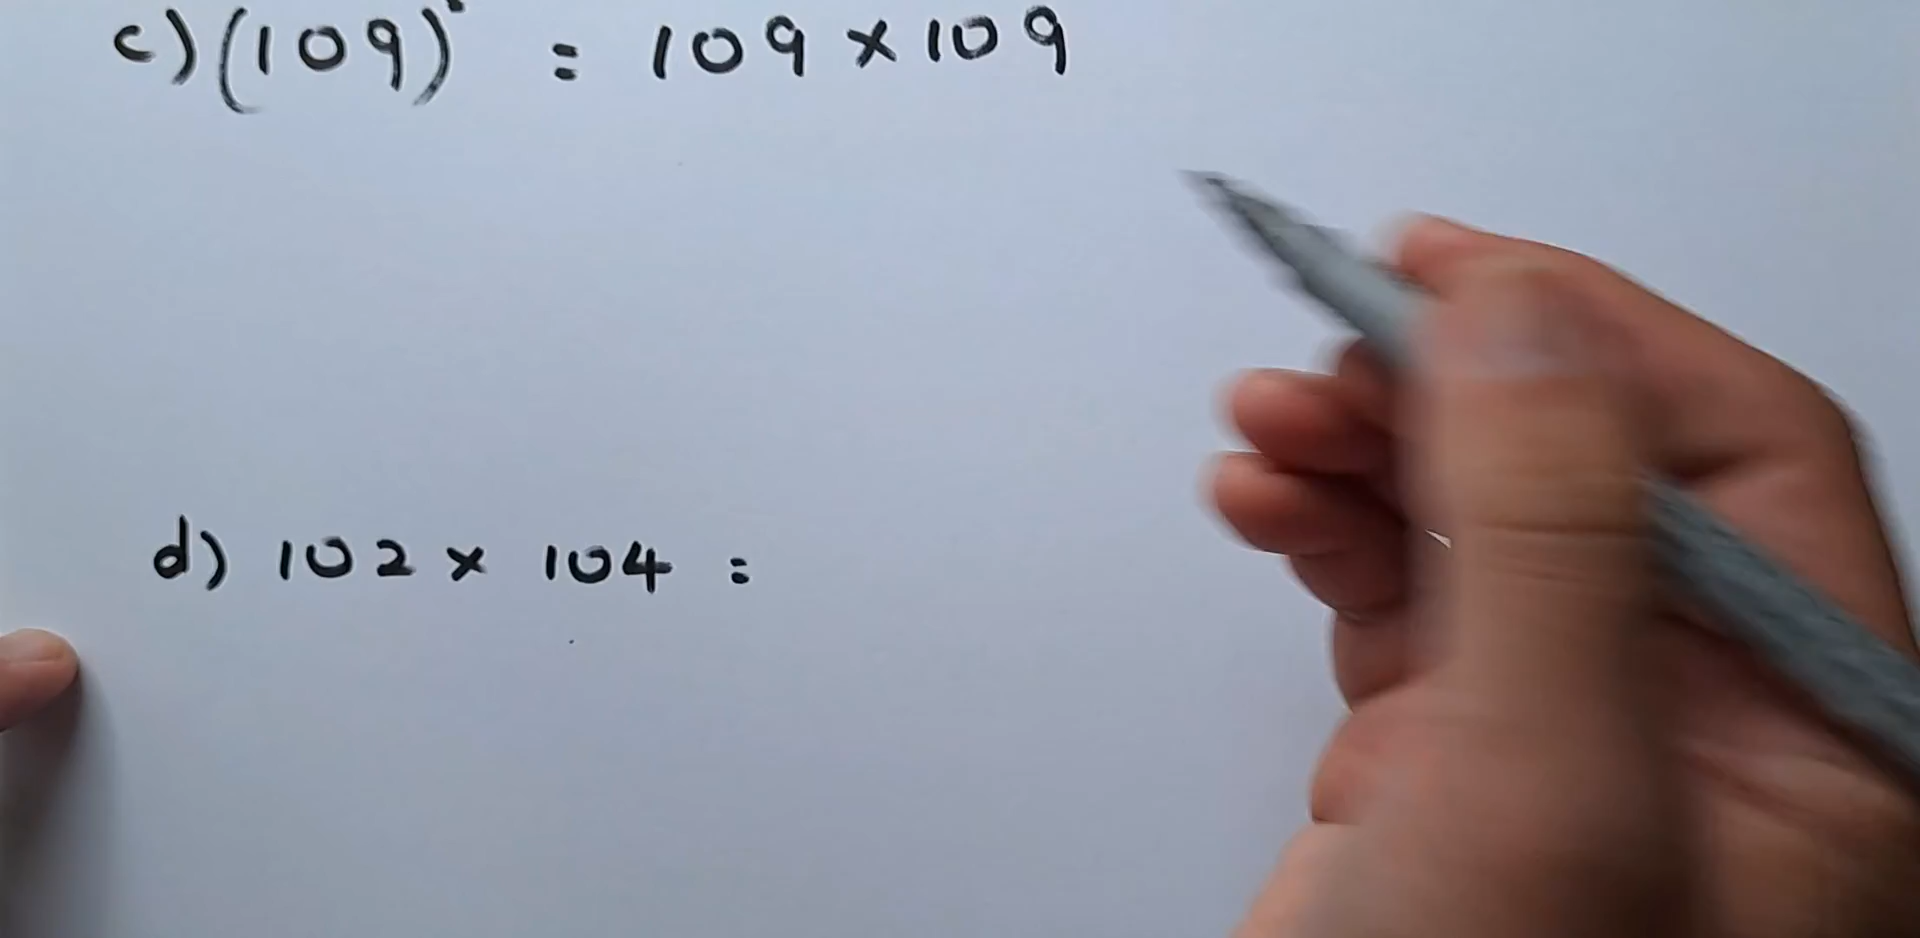 c) (109)² = 109 × 109
d) 102 × 104 =